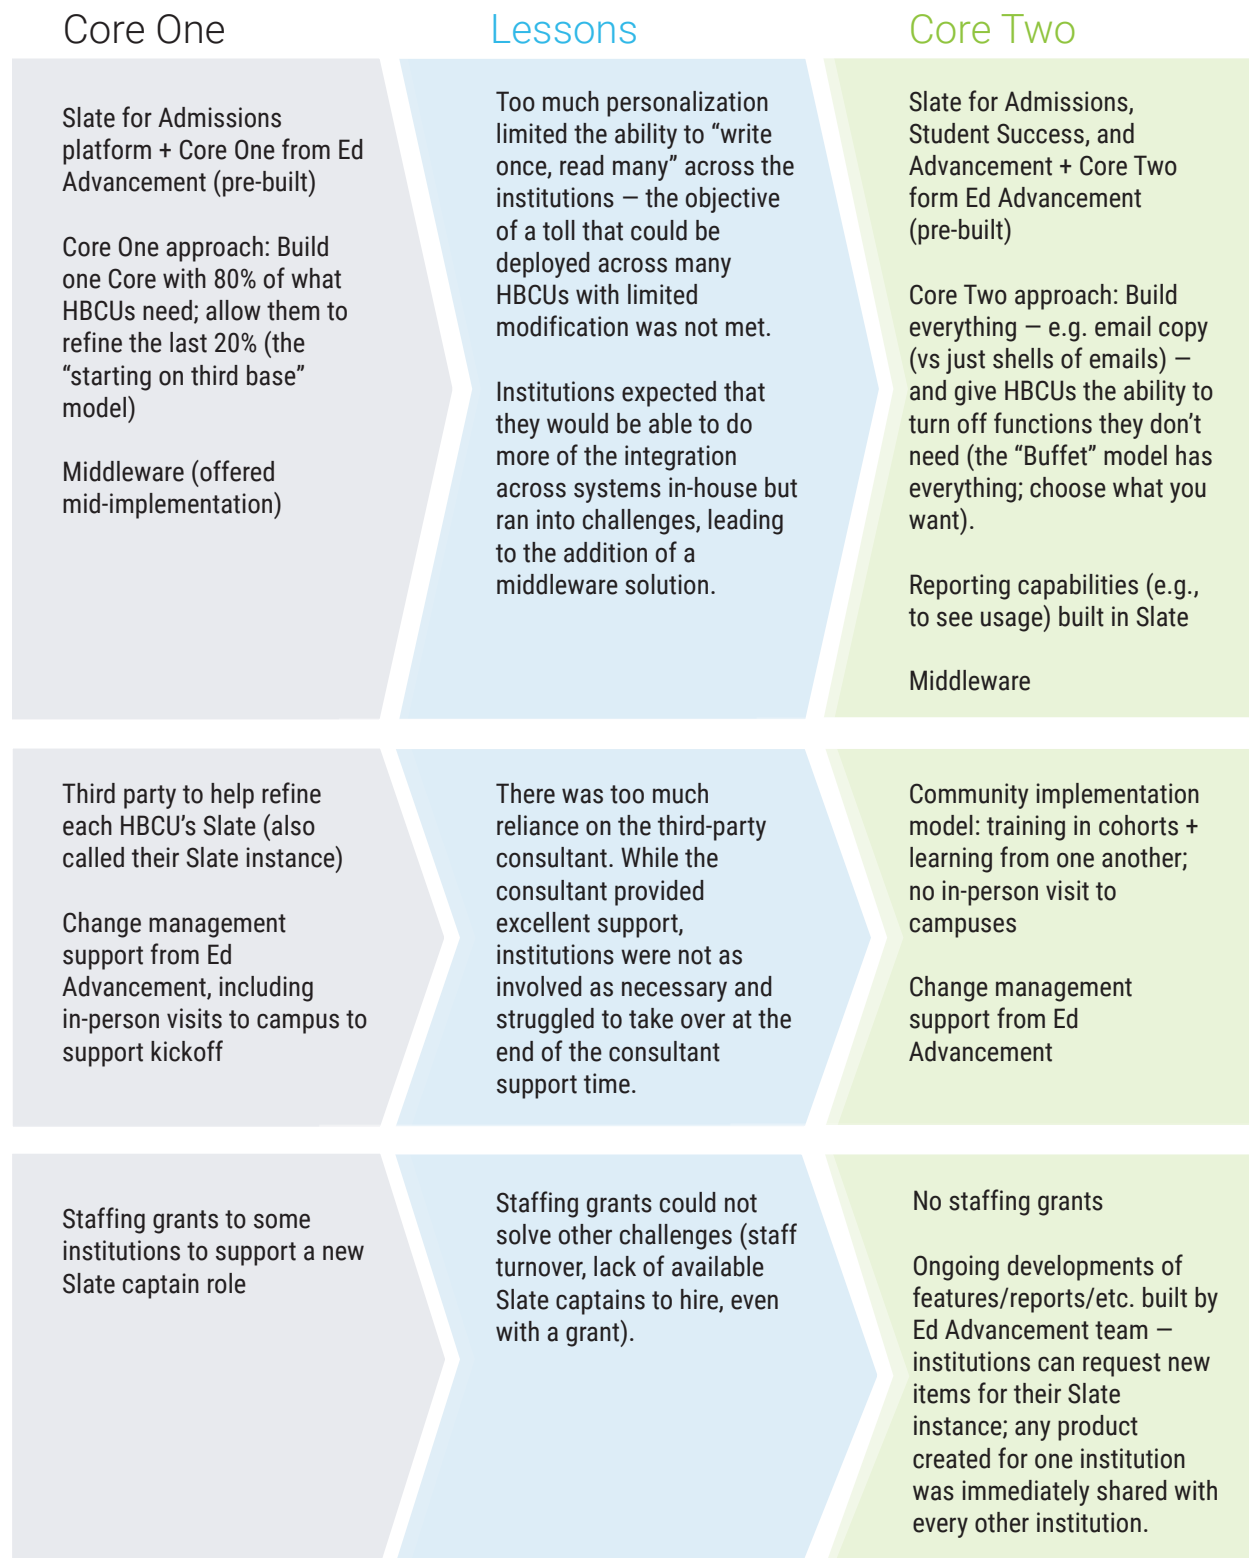 Core One
Lessons
Core Two
Slate for Admissions
platform + Core One from Ed
Advancement (pre-built)
Core One approach: Build
one Core with 80% of what
HBCUs need; allow them to
refine the last 20% (the
“starting on third base”
model)
Middleware (offered
mid-implementation)
Too much personalization
limited the ability to “write
once, read many” across the
institutions — the objective
of a toll that could be
deployed across many
HBCUs with limited
modification was not met.
Institutions expected that
they would be able to do
more of the integration
across systems in-house but
ran into challenges, leading
to the addition of a
middleware solution.
Slate for Admissions,
Student Success, and
Advancement + Core Two
form Ed Advancement
(pre-built)
Core Two approach: Build
everything — e.g. email copy
(vs just shells of emails) —
and give HBCUs the ability to
turn off functions they don’t
need (the “Buffet” model has
everything; choose what you
want).
Reporting capabilities (e.g.,
to see usage) built in Slate
Middleware
Third party to help refine
each HBCU’s Slate (also
called their Slate instance)
Change management
support from Ed
Advancement, including
in-person visits to campus to
support kickoff
There was too much
reliance on the third-party
consultant. While the
consultant provided
excellent support,
institutions were not as
involved as necessary and
struggled to take over at the
end of the consultant
support time.
Community implementation
model: training in cohorts +
learning from one another;
no in-person visit to
campuses
Change management
support from Ed
Advancement
Staffing grants to some
institutions to support a new
Slate captain role
Staffing grants could not
solve other challenges (staff
turnover, lack of available
Slate captains to hire, even
with a grant).
No staffing grants
Ongoing developments of
features/reports/etc. built by
Ed Advancement team —
institutions can request new
items for their Slate
instance; any product
created for one institution
was immediately shared with
every other institution.